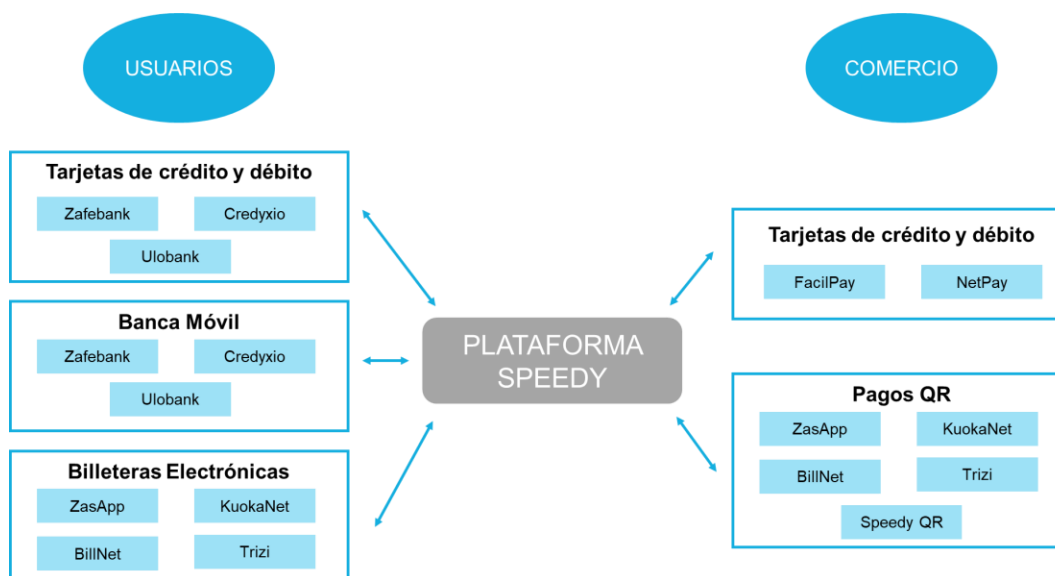 USUARIOS
COMERCIO
Tarjetas de crédito y débito
Zafebank
Credyxio
Ulobank
Banca Móvil
Zafebank
Credyxio
Ulobank
Billeteras Electrónicas
ZasApp
KuokaNet
BillNet
Trizi
PLATAFORMA
SPEEDY
Tarjetas de crédito y débito
FacilPay
NetPay
Pagos QR
ZasApp
KuokaNet
BillNet
Trizi
Speedy QR